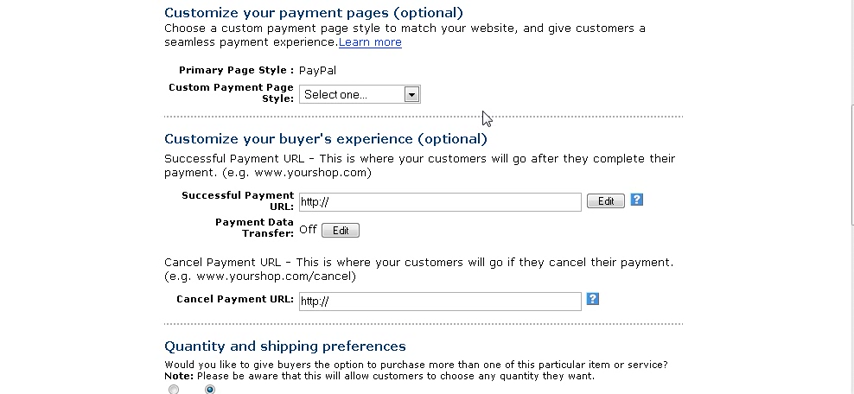 Customize your payment pages (optional)
Choose a custom payment page style to match your website, and give customers a
seamless payment experience.Learn more
Primary Page Style : PayPal
Custom Payment Page
Style: Select one...
Customize your buyer's experience (optional)
Successful Payment URL – This is where your customers will go after they complete their
payment. (e.g. www.yourshop.com)
Successful Payment
URL: http:// Edit ?
Payment Data
Transfer: Off Edit
Cancel Payment URL – This is where your customers will go if they cancel their payment.
(e.g. www.yourshop.com/cancel)
Cancel Payment URL: http:// ?
Quantity and shipping preferences
Would you like to give buyers the option to purchase more than one of this particular item or service?
Note: Please be aware that this will allow customers to choose any quantity they want.